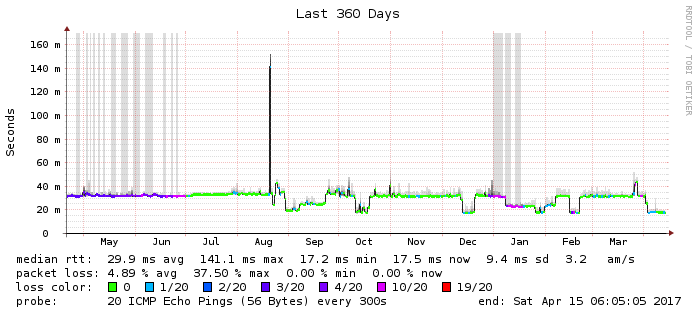 Last 360 Days
RRDTOOL / TOBI OETIKER
Seconds
160 m
140 m
120 m
100 m
80 m
60 m
40 m
20 m
0
May Jun Jul Aug Sep Oct Nov Dec Jan Feb Mar
median rtt: 29.9 ms avg 141.1 ms max 17.2 ms min 17.5 ms now 9.4 ms sd 3.2 am/s
packet loss: 4.89 % avg 37.50 % max 0.00 % min 0.00 % now
loss color: 0 1/20 2/20 3/20 4/20 10/20 19/20
probe: 20 ICMP Echo Pings (56 Bytes) every 300s end: Sat Apr 15 06:05:05 2017